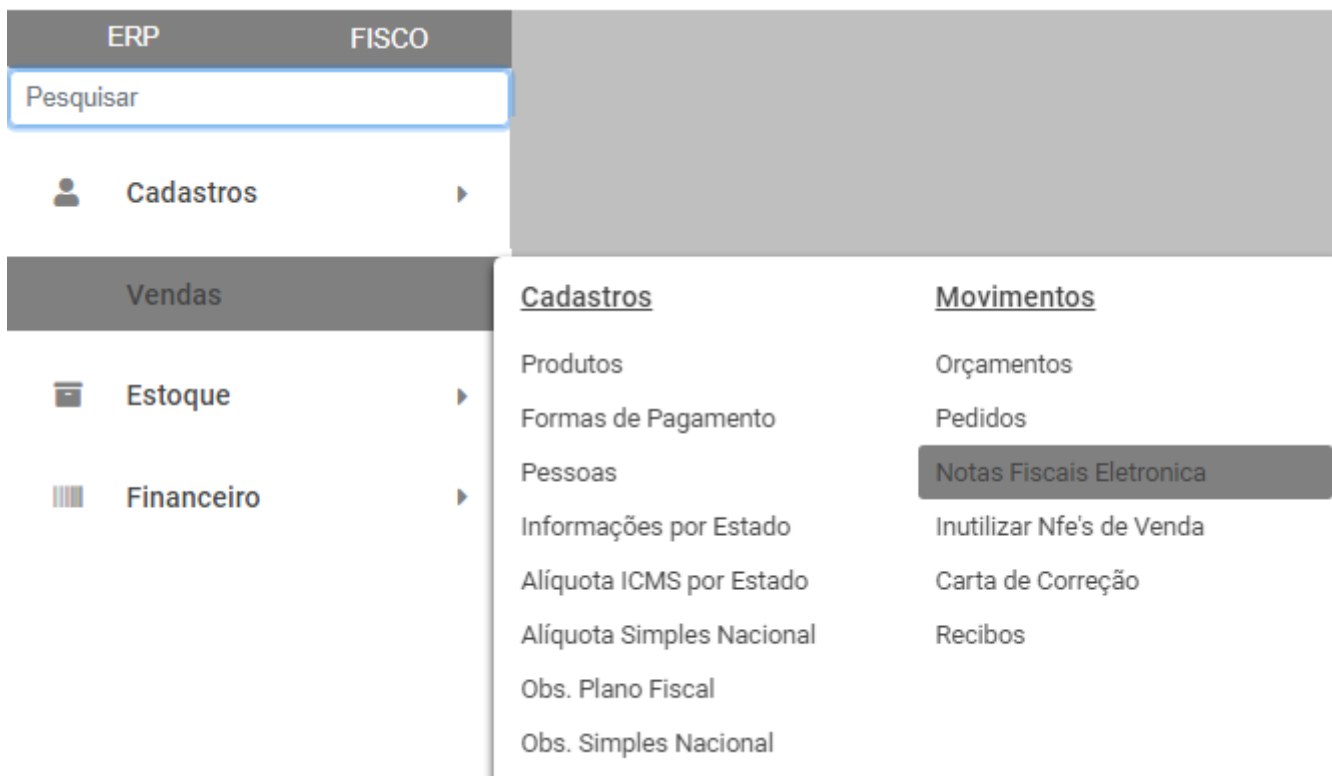 ERP FISCO
Pesquisar
Cadastros
Vendas
Estoque
Financeiro
Cadastros
Produtos
Formas de Pagamento
Pessoas
Informações por Estado
Alíquota ICMS por Estado
Alíquota Simples Nacional
Obs. Plano Fiscal
Obs. Simples Nacional
Movimentos
Orçamentos
Pedidos
Notas Fiscais Eletronica
Inutilizar Nfe's de Venda
Carta de Correção
Recibos